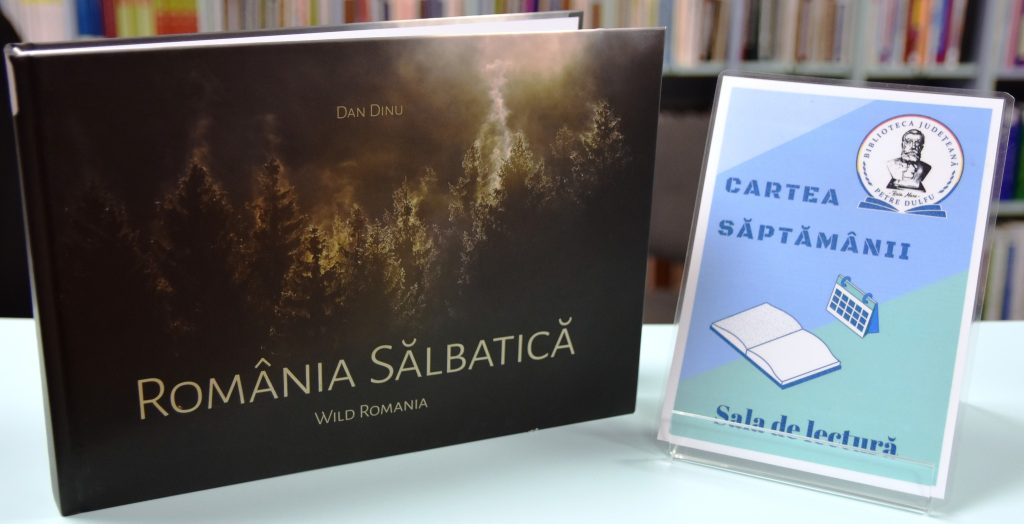 DAN DINU
ROMÂNIA SĂLBATICĂ
WILD ROMANIA
BIBLIOTECA JUDEȚEANĂ
PETRE DULFU
CARTEA
SĂPTĂMÂNII
Sala de lectură